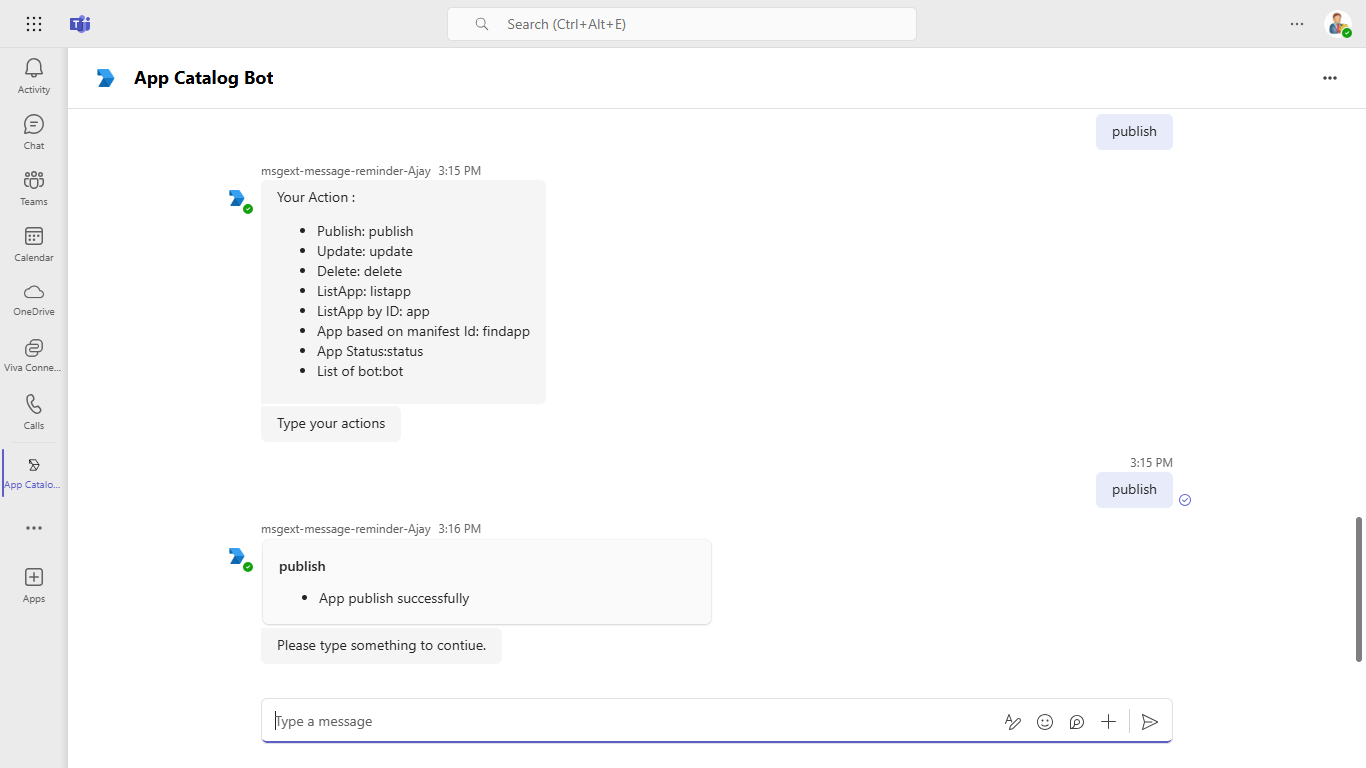 Search (Ctrl+Alt+E)
Activity
Chat
Teams
Calendar
OneDrive
Viva Conne...
Calls
App Catalo...
Apps
App Catalog Bot
publish
msgext-message-reminder-Ajay 3:15 PM
Your Action :
• Publish: publish
• Update: update
• Delete: delete
• ListApp: listapp
• ListApp by ID: app
• App based on manifest Id: findapp
• App Status:status
• List of bot:bot
Type your actions
3:15 PM
publish
msgext-message-reminder-Ajay 3:16 PM
publish
• App publish successfully
Please type something to contiue.
Type a message